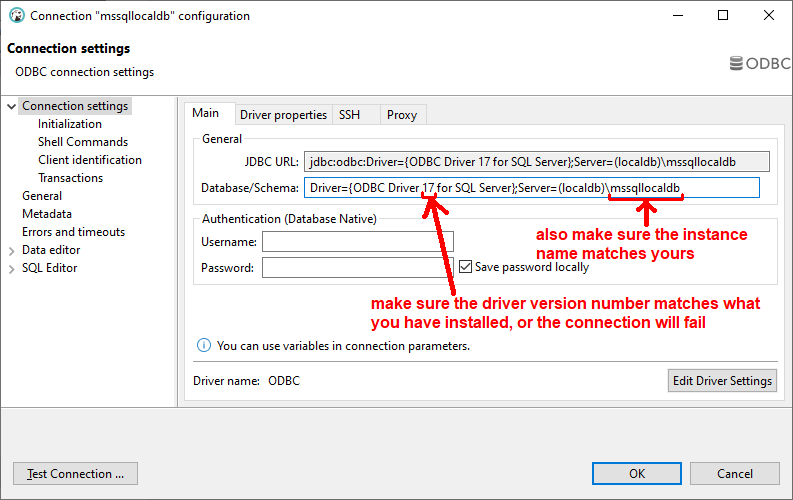 Connection "mssqllocaldb" configuration
Connection settings
ODBC connection settings
ODBC
Connection settings
Initialization
Shell Commands
Client identification
Transactions
General
Metadata
Errors and timeouts
Data editor
SQL Editor
Main Driver properties SSH Proxy
General
JDBC URL: jdbc:odbc:Driver={ODBC Driver 17 for SQL Server};Server=(localdb)\mssqllocaldb
Database/Schema: Driver={ODBC Driver 17 for SQL Server};Server=(localdb)\mssqllocaldb
Authentication (Database Native)
Username:
Password: Save password locally
also make sure the instance
name matches yours
make sure the driver version number matches what
you have installed, or the connection will fail
You can use variables in connection parameters.
Driver name: ODBC Edit Driver Settings
Test Connection ... OK Cancel